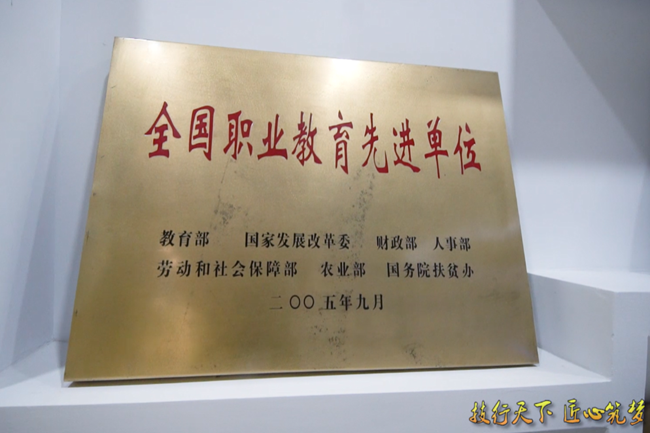 全国职业教育先进单位
教育部 国家发展改革委 财政部 人事部
劳动和社会保障部 农业部 国务院扶贫办
二〇〇五年九月
技行天下 匠心筑梦